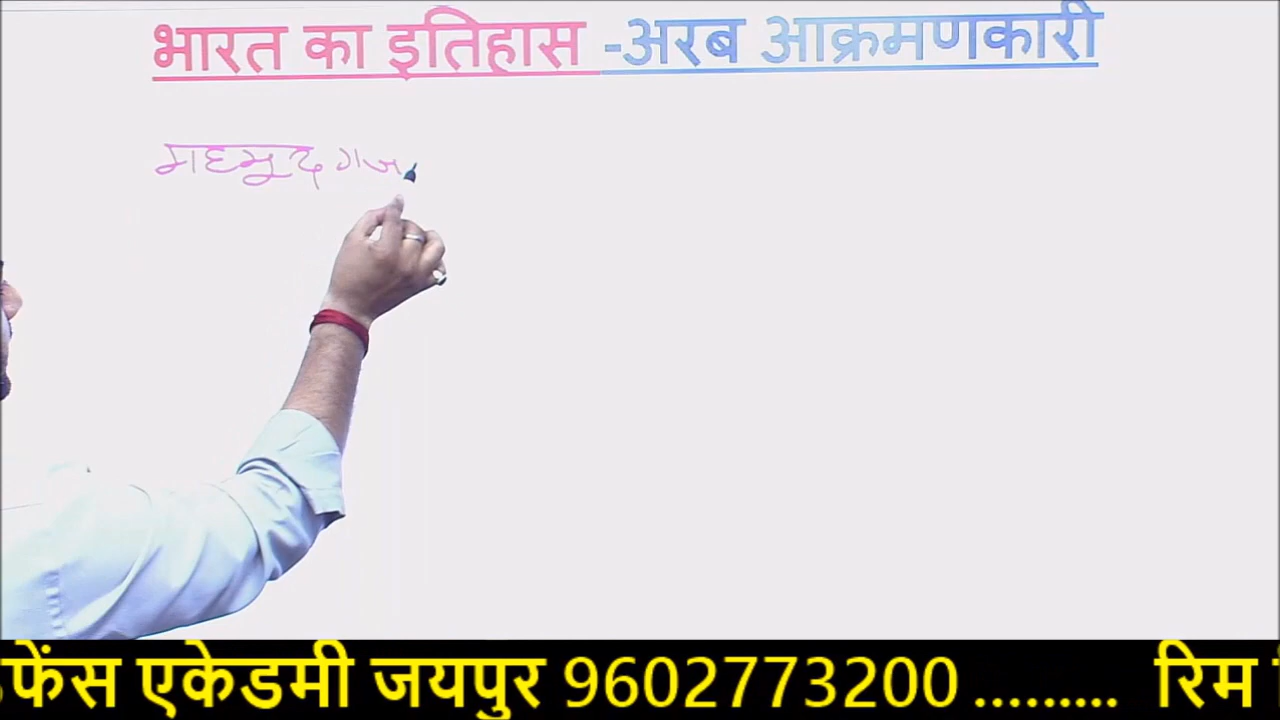 भारत का इतिहास -अरब आक्रमणकारी
महमुद गज
फेंस एकेडमी जयपुर 9602773200 ......... रिम